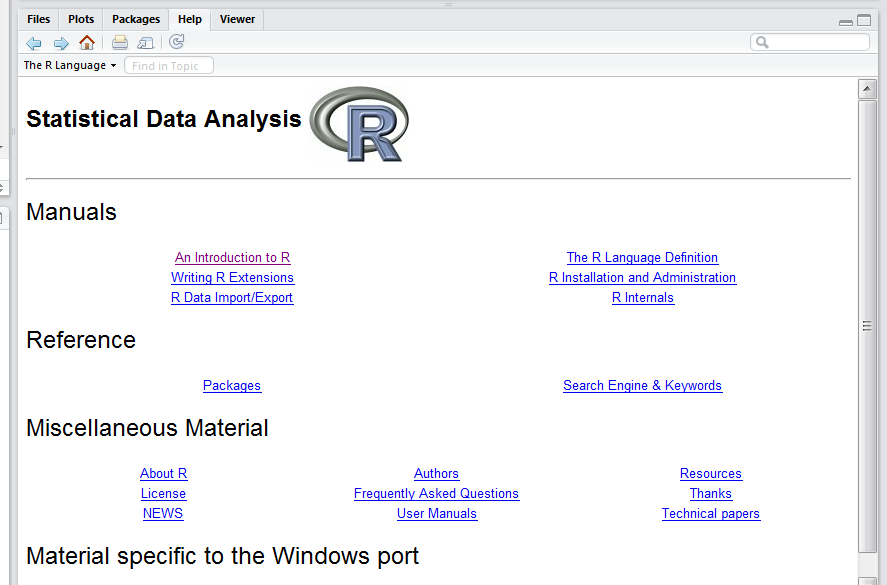 Files Plots Packages Help Viewer
The R Language Find in Topic
Statistical Data Analysis R
Manuals
An Introduction to R The R Language Definition
Writing R Extensions R Installation and Administration
R Data Import/Export R Internals
Reference
Packages Search Engine & Keywords
Miscellaneous Material
About R Authors Resources
License Frequently Asked Questions Thanks
NEWS User Manuals Technical papers
Material specific to the Windows port